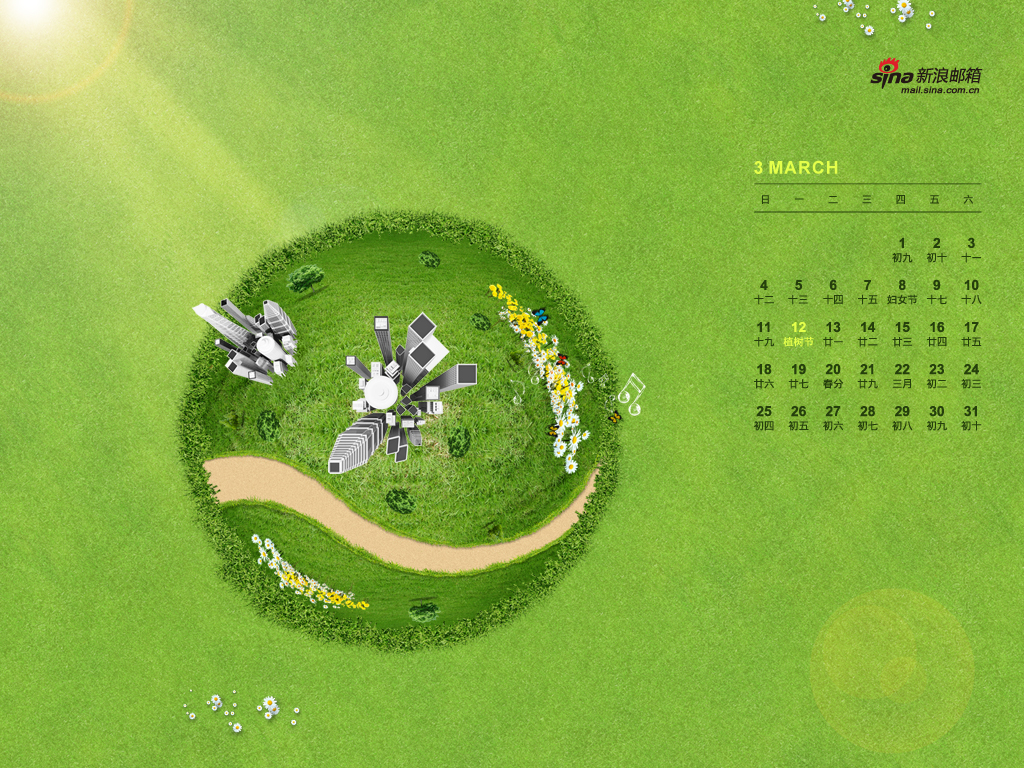 sina 新浪邮箱
mail.sina.com.cn
3 MARCH
日 一 二 三 四 五 六
1 2 3
初九 初十 十一
4 5 6 7 8 9 10
十二 十三 十四 十五 妇女节 十七 十八
11 12 13 14 15 16 17
十九 植树节 廿一 廿二 廿三 廿四 廿五
18 19 20 21 22 23 24
廿六 廿七 春分 廿九 三月 初二 初三
25 26 27 28 29 30 31
初四 初五 初六 初七 初八 初九 初十